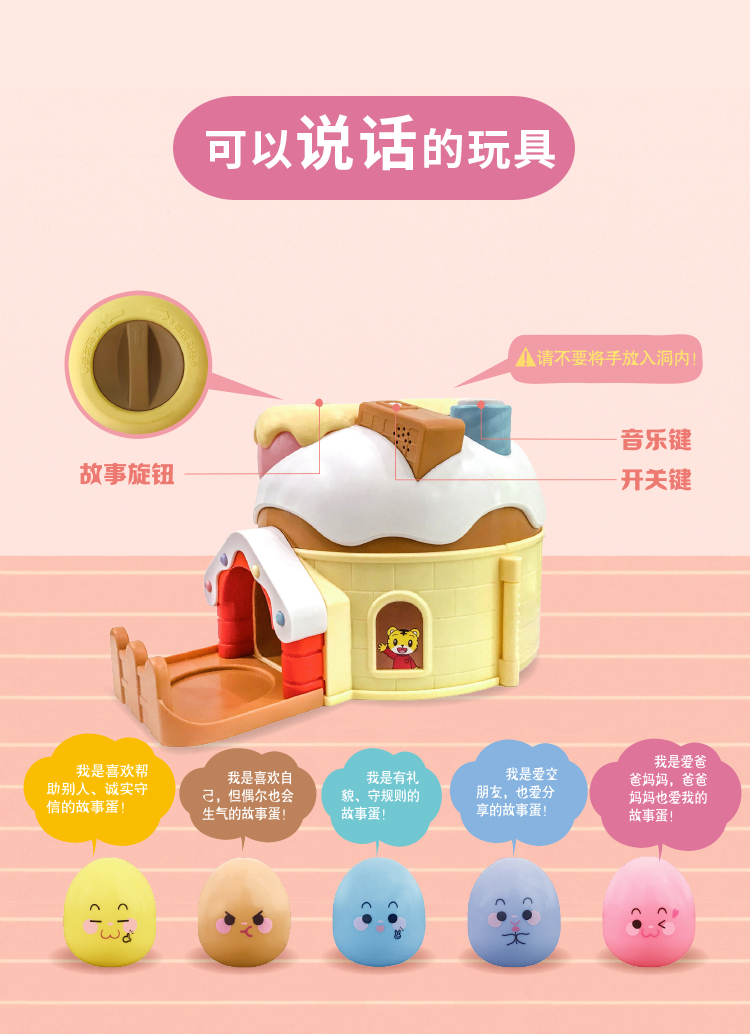 可以说话的玩具
请不要将手放入洞内!
音乐键
故事旋钮
开关键
我是喜欢帮
助别人、诚实守
信的故事蛋!
我是喜欢自
己,但偶尔也会
生气的故事蛋!
我是有礼
貌、守规则的
故事蛋!
我是爱交
朋友,也爱分
享的故事蛋!
我是爱爸
爸妈妈,爸爸
妈妈也爱我的
故事蛋!